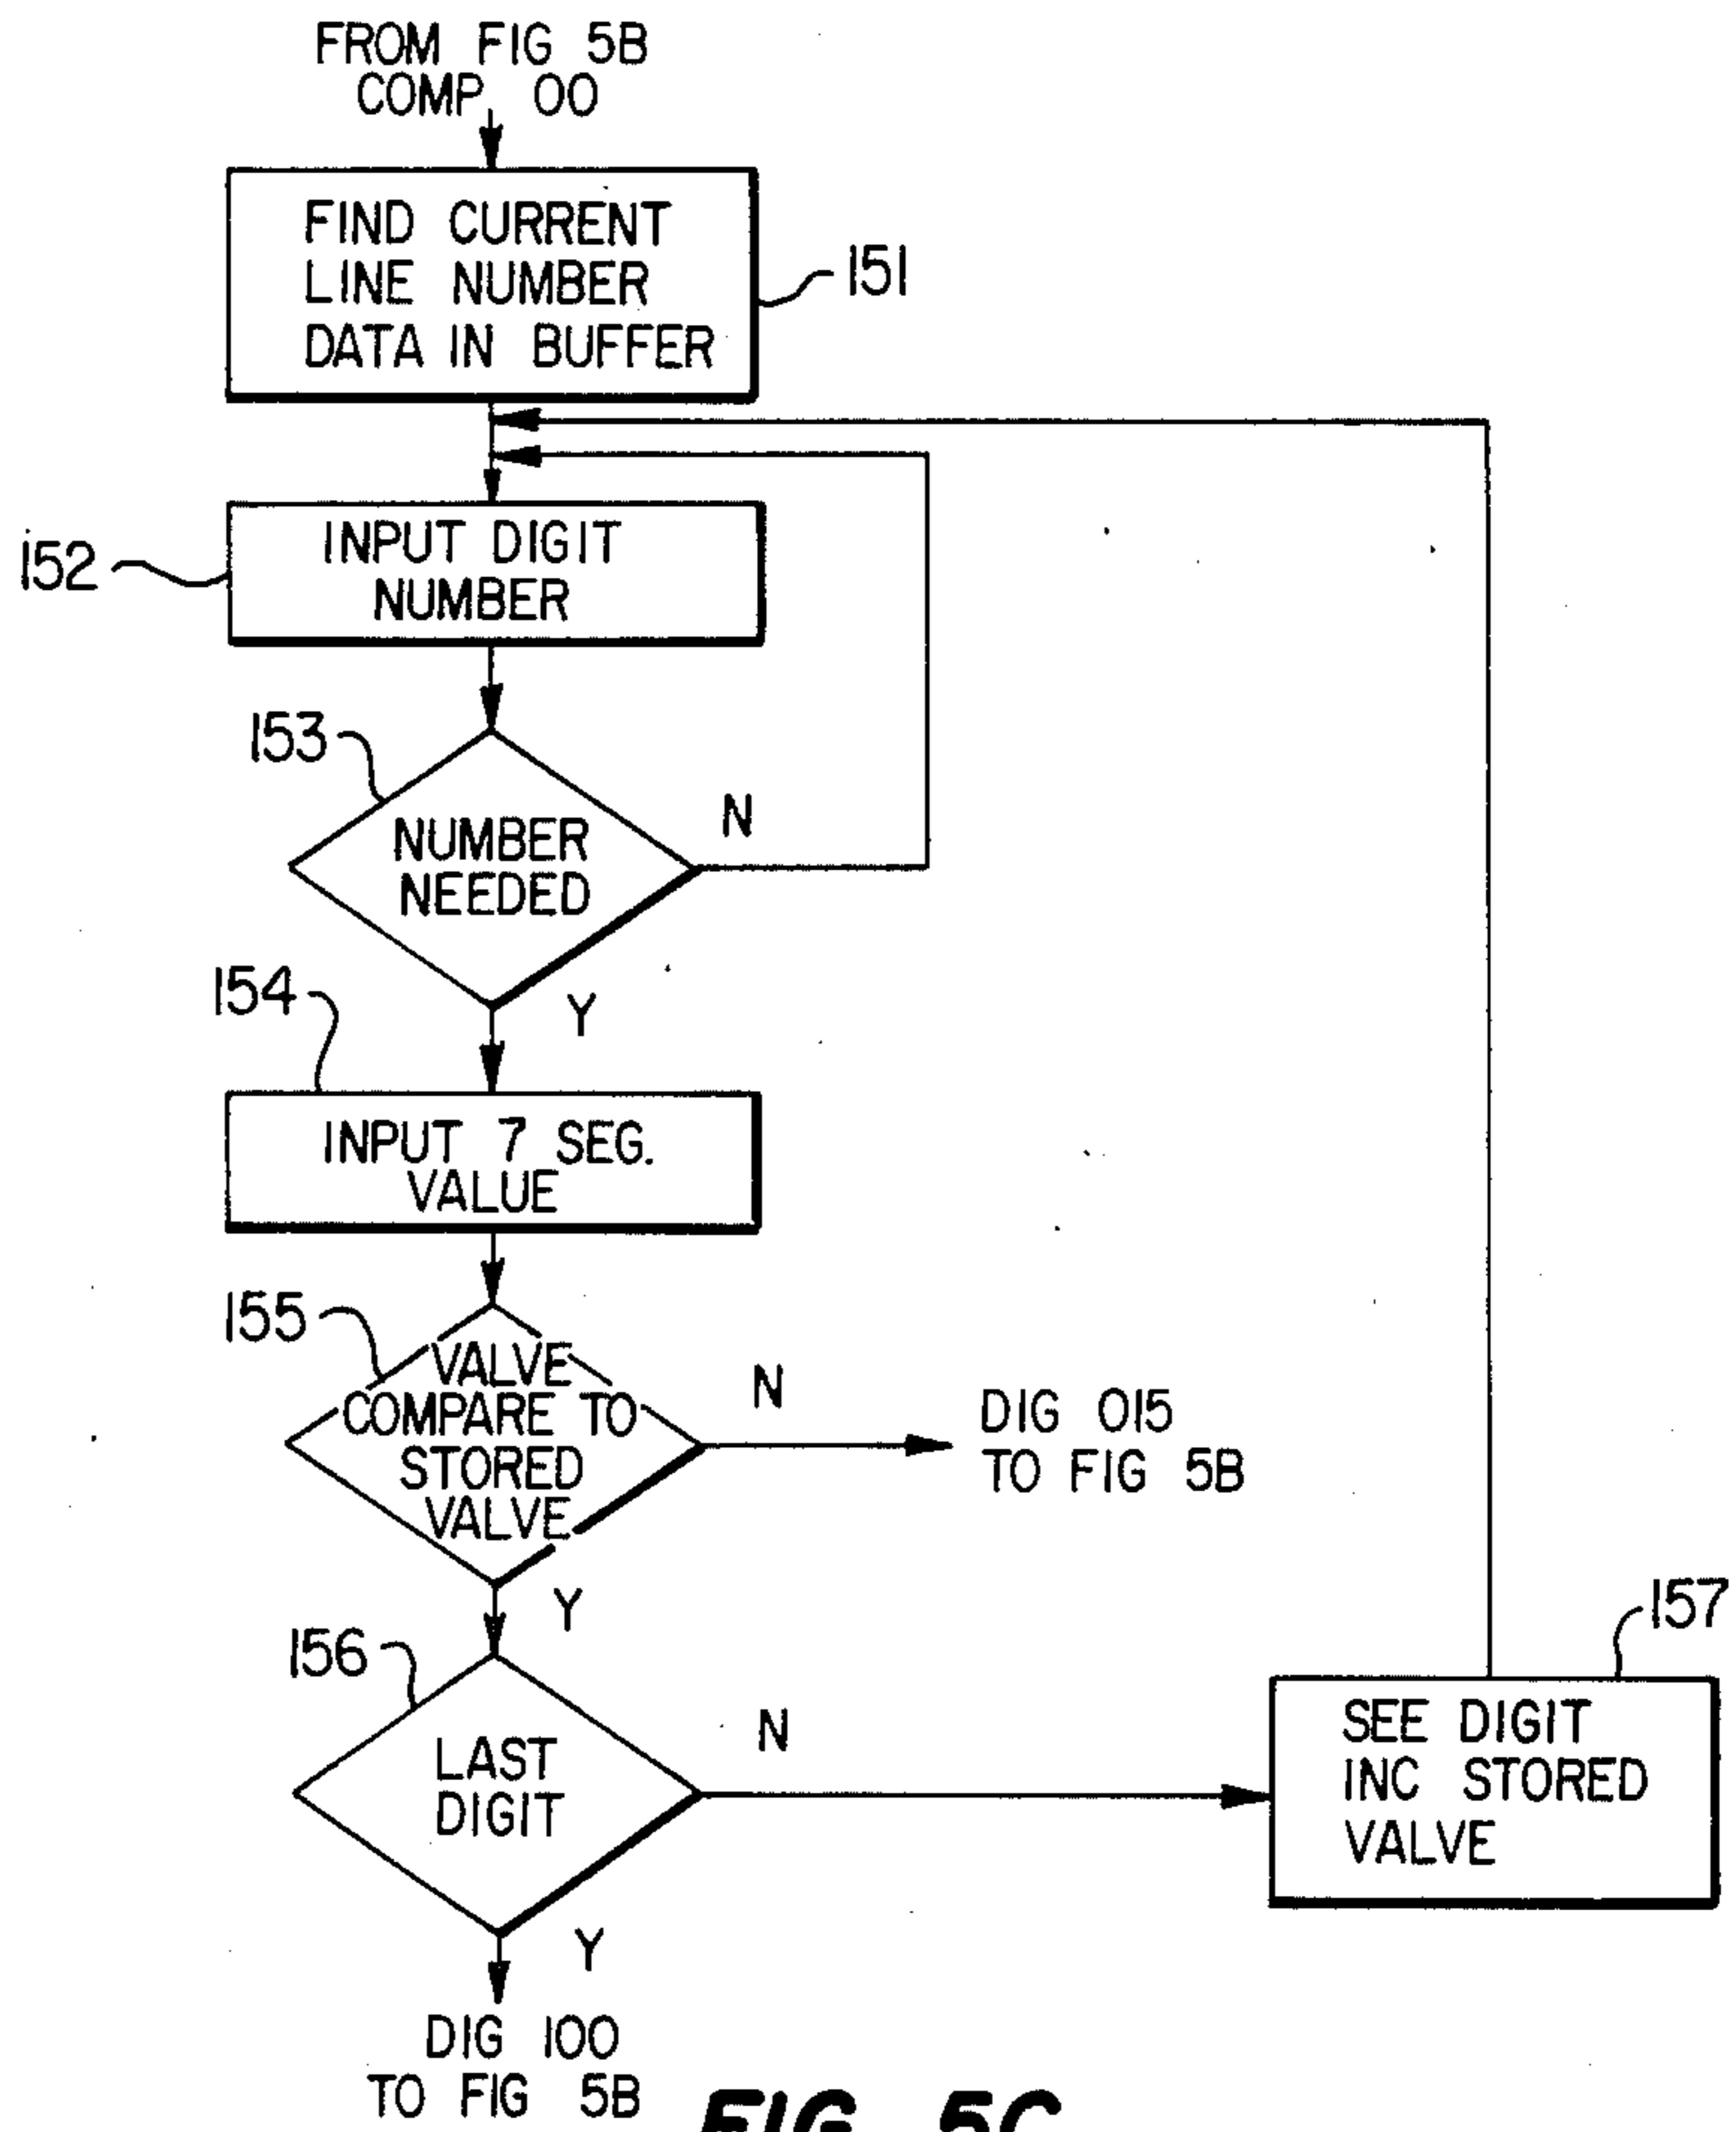 FROM FIG 5B
COMP. 00
FIND CURRENT
LINE NUMBER
DATA IN BUFFER
151
152
INPUT DIGIT
NUMBER
153
NUMBER
NEEDED
N
Y
154
INPUT 7 SEG.
VALUE
155
VALVE
COMPARE TO
STORED
VALVE
N
DIG 015
TO FIG 5B
Y
156
LAST
DIGIT
N
157
SEE DIGIT
INC STORED
VALVE
Y
DIG 100
TO FIG 5B
FIG 5C